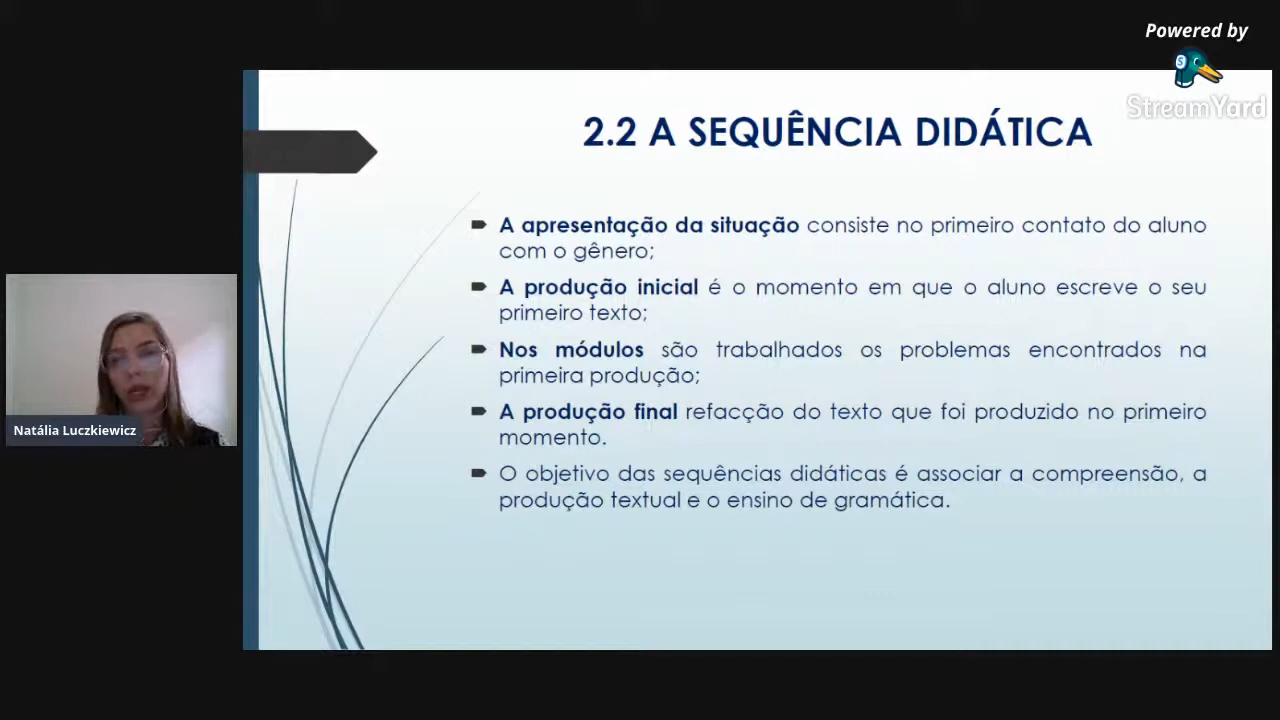 Powered by
StreamYard
2.2 A SEQUÊNCIA DIDÁTICA
A apresentação da situação consiste no primeiro contato do aluno
com o gênero;
A produção inicial é o momento em que o aluno escreve o seu
primeiro texto;
Nos módulos são trabalhados os problemas encontrados na
primeira produção;
A produção final refacção do texto que foi produzido no primeiro
momento.
O objetivo das sequências didáticas é associar a compreensão, a
produção textual e o ensino de gramática.
Natália Luczkiewicz